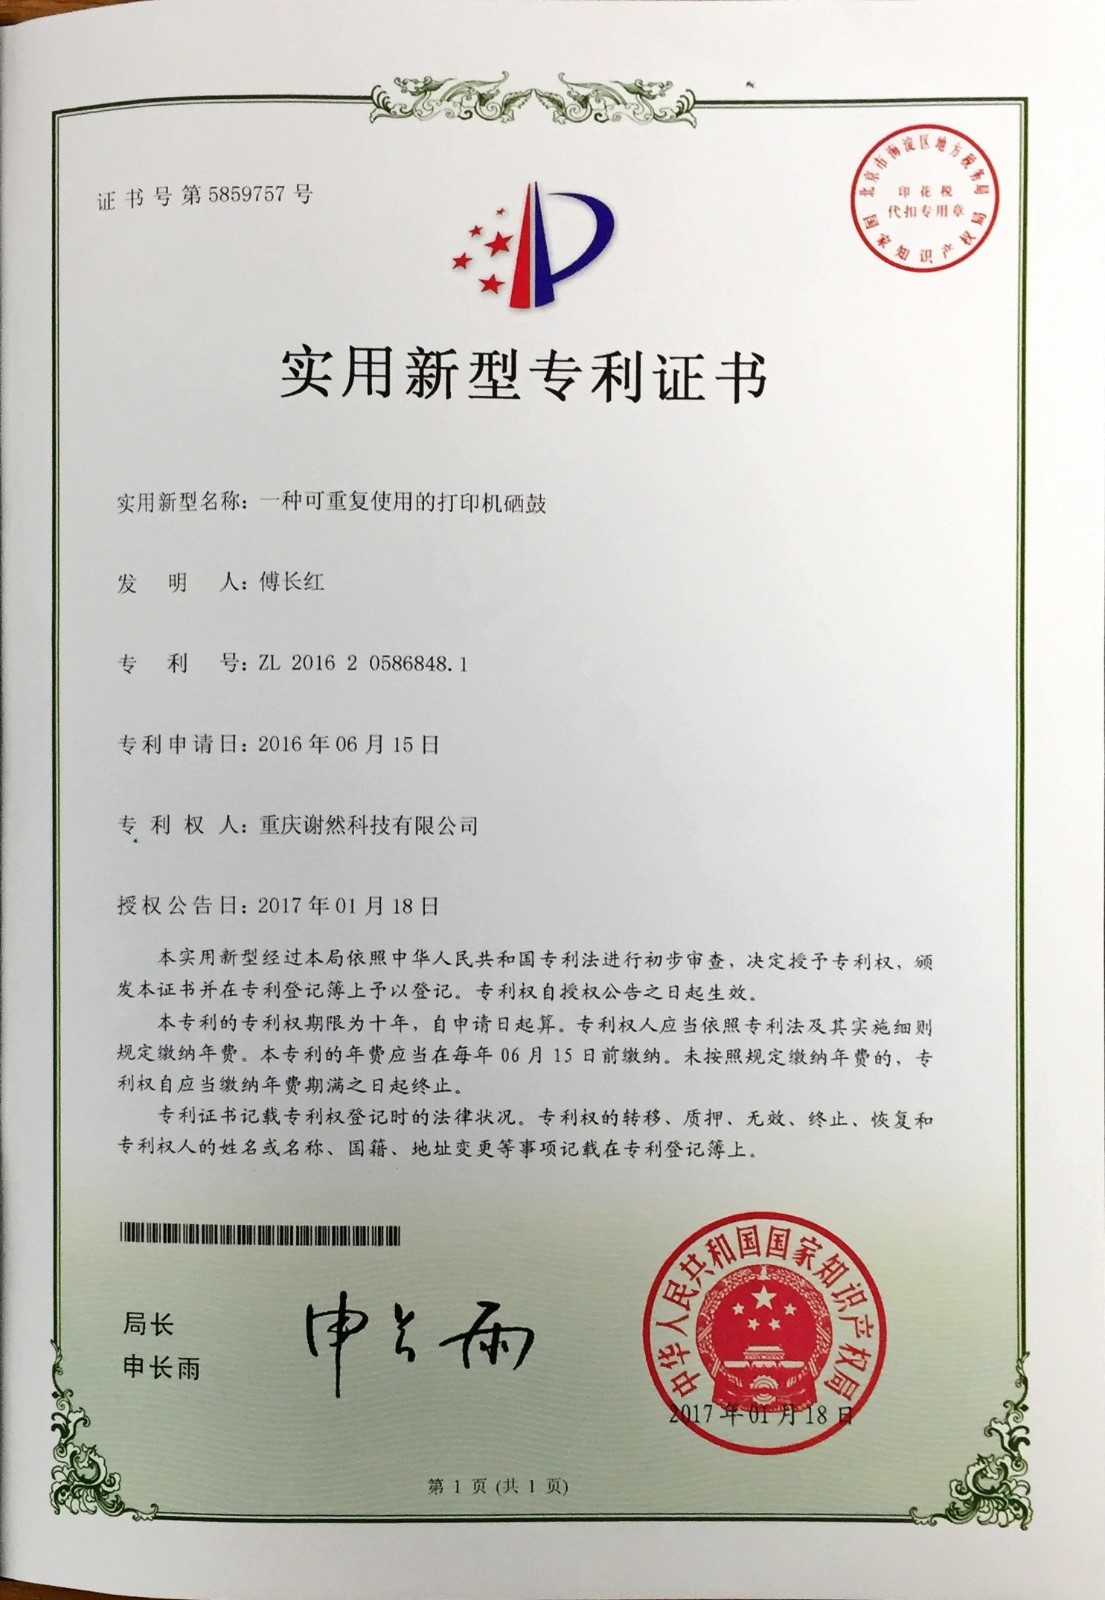 证书号第5859757号
北京市海淀区地方税务局
印花税
代扣专用章
国家知识产权局
实用新型专利证书
实用新型名称：一种可重复使用的打印机硒鼓
发明人：傅长红
专利号：ZL 2016 2 0586848.1
专利申请日：2016年06月15日
专利权人：重庆谢然科技有限公司
授权公告日：2017年01月18日
本实用新型经过本局依照中华人民共和国专利法进行初步审查，决定授予专利权，颁
发本证书并在专利登记簿上予以登记。专利权自授权公告之日起生效。
本专利的专利权期限为十年，自申请日起算。专利权人应当依照专利法及其实施细则
规定缴纳年费。本专利的年费应当在每年06月15日前缴纳。未按照规定缴纳年费的，专
利权自应当缴纳年费期满之日起终止。
专利证书记载专利权登记时的法律状况。专利权的转移、质押、无效、终止、恢复和
专利权人的姓名或名称、国籍、地址变更等事项记载在专利登记簿上。
局长
申长雨
申长雨
中华人民共和国国家知识产权局
2017年01月18日
第1页(共1页)